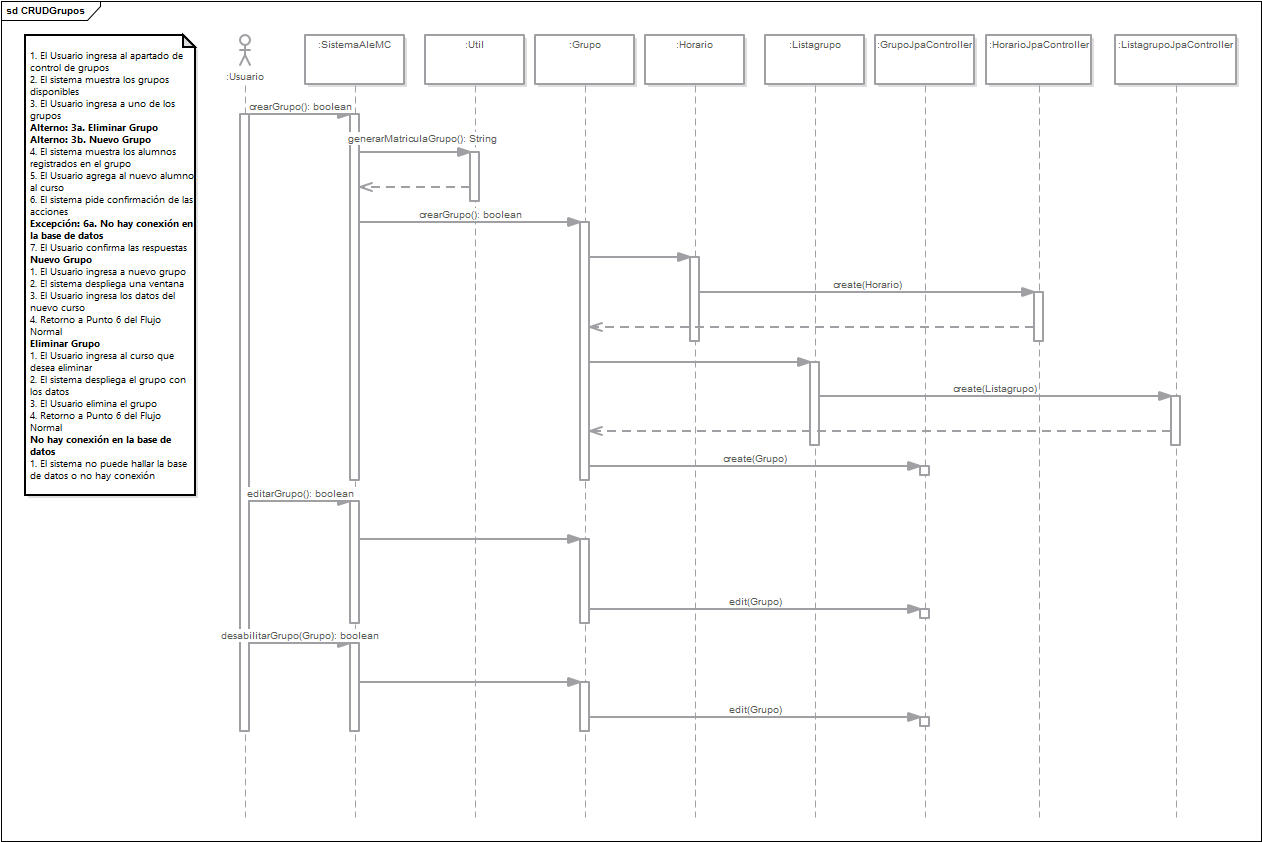 sd CRUDGrupos
1. El Usuario ingresa al apartado de
control de grupos
2. El sistema muestra los grupos
disponibles
3. El Usuario ingresa a uno de los
grupos
Alterno: 3a. Eliminar Grupo
Alterno: 3b. Nuevo Grupo
4. El sistema muestra los alumnos
registrados en el grupo
5. El Usuario agrega al nuevo alumno
al curso
6. El sistema pide confirmación de las
acciones
Excepción: 6a. No hay conexión en
la base de datos
7. El Usuario confirma las respuestas
Nuevo Grupo
1. El Usuario ingresa a nuevo grupo
2. El sistema despliega una ventana
3. El Usuario ingresa los datos del
nuevo curso
4. Retorno a Punto 6 del Flujo
Normal
Eliminar Grupo
1. El Usuario ingresa al curso que
desea eliminar
2. El sistema despliega el grupo con
los datos
3. El Usuario elimina el grupo
4. Retorno a Punto 6 del Flujo
Normal
No hay conexión en la base de
datos
1. El sistema no puede hallar la base
de datos o no hay conexión
:Usuario
:SistemaAleMC
:Util
:Grupo
:Horario
:Listagrupo
:GrupoJpaController
:HorarioJpaController
:ListagrupoJpaController
crearGrupo(): boolean
generarMatriculaGrupo(): String
crearGrupo(): boolean
create(Horario)
create(Listagrupo)
create(Grupo)
editarGrupo(): boolean
edit(Grupo)
desabilitarGrupo(Grupo): boolean
edit(Grupo)